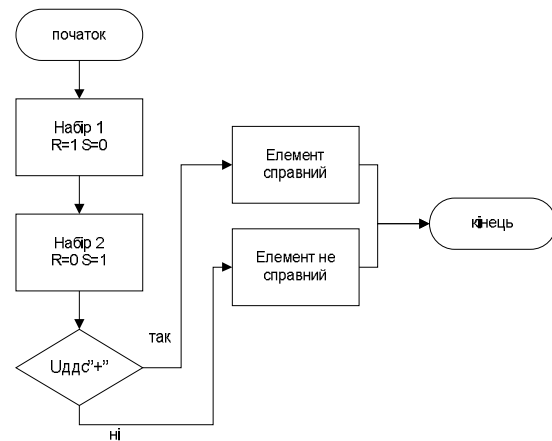 початок
Набір 1
R=1 S=0
Набір 2
R=0 S=1
Uддс"+"
так
ні
Елемент
справний
Елемент не
справний
кінець